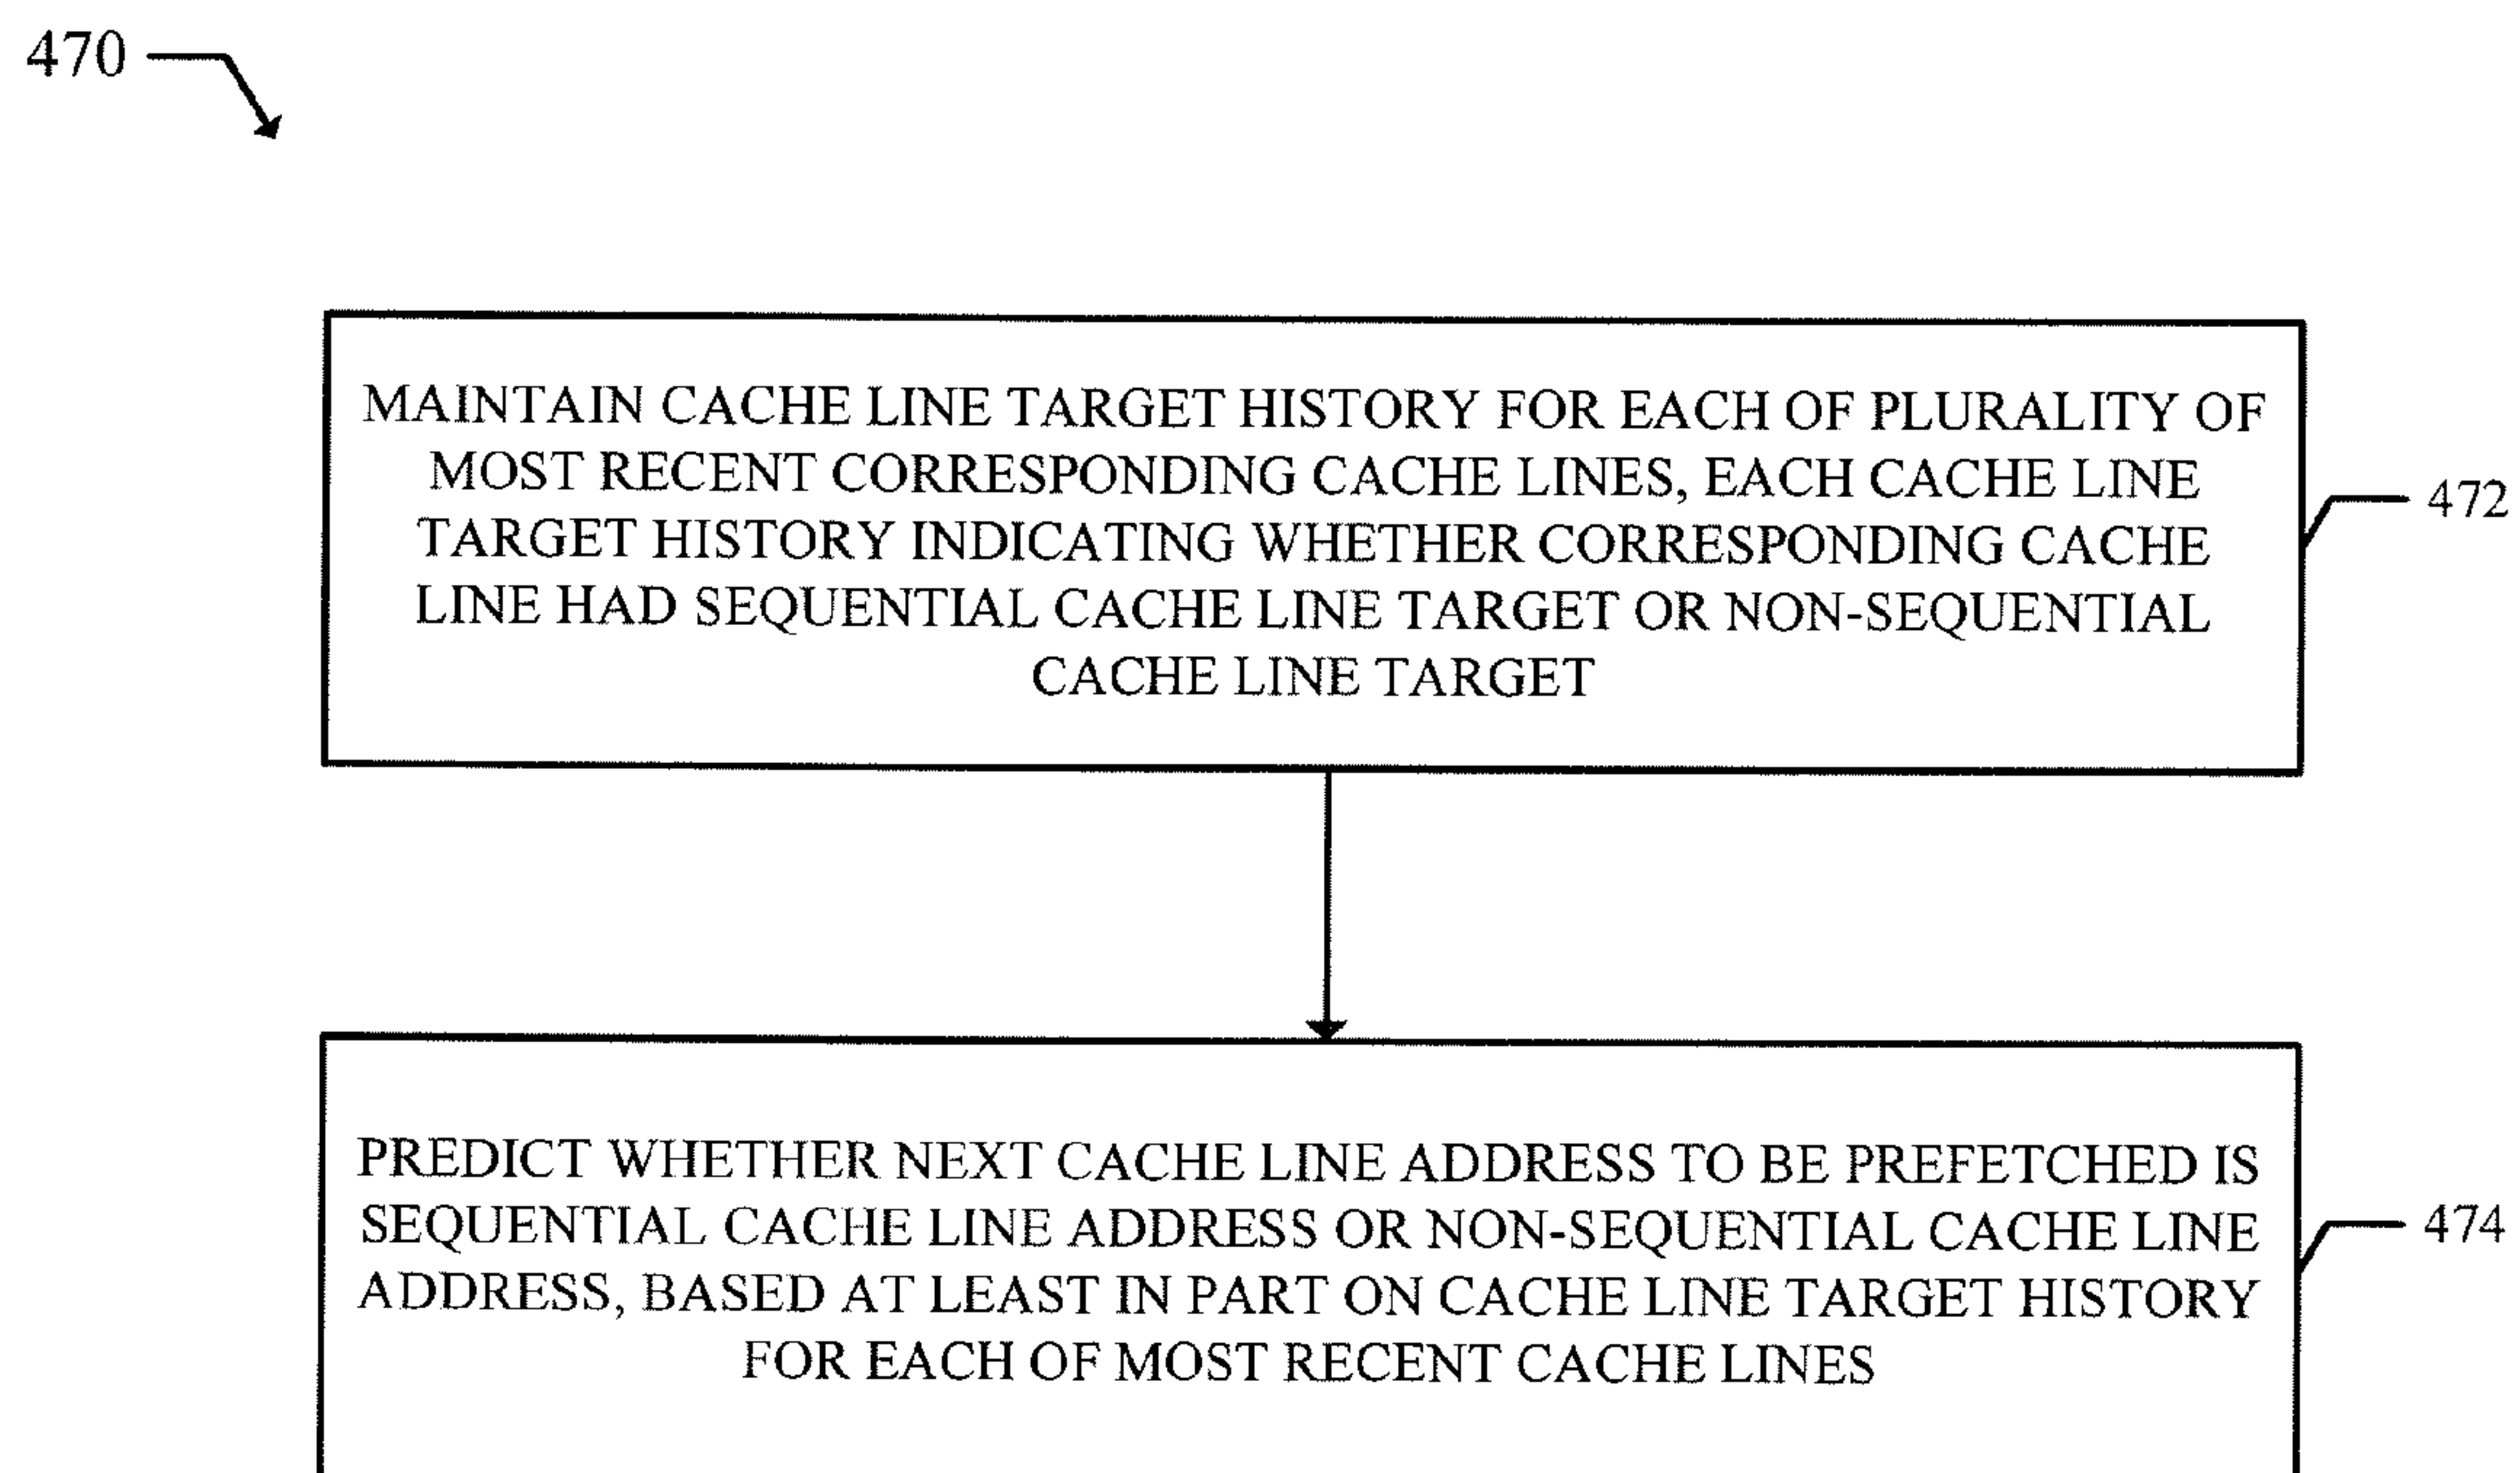 470
MAINTAIN CACHE LINE TARGET HISTORY FOR EACH OF PLURALITY OF
MOST RECENT CORRESPONDING CACHE LINES, EACH CACHE LINE
TARGET HISTORY INDICATING WHETHER CORRESPONDING CACHE
LINE HAD SEQUENTIAL CACHE LINE TARGET OR NON-SEQUENTIAL
CACHE LINE TARGET
472
PREDICT WHETHER NEXT CACHE LINE ADDRESS TO BE PREFETCHED IS
SEQUENTIAL CACHE LINE ADDRESS OR NON-SEQUENTIAL CACHE LINE
ADDRESS, BASED AT LEAST IN PART ON CACHE LINE TARGET HISTORY
FOR EACH OF MOST RECENT CACHE LINES
474